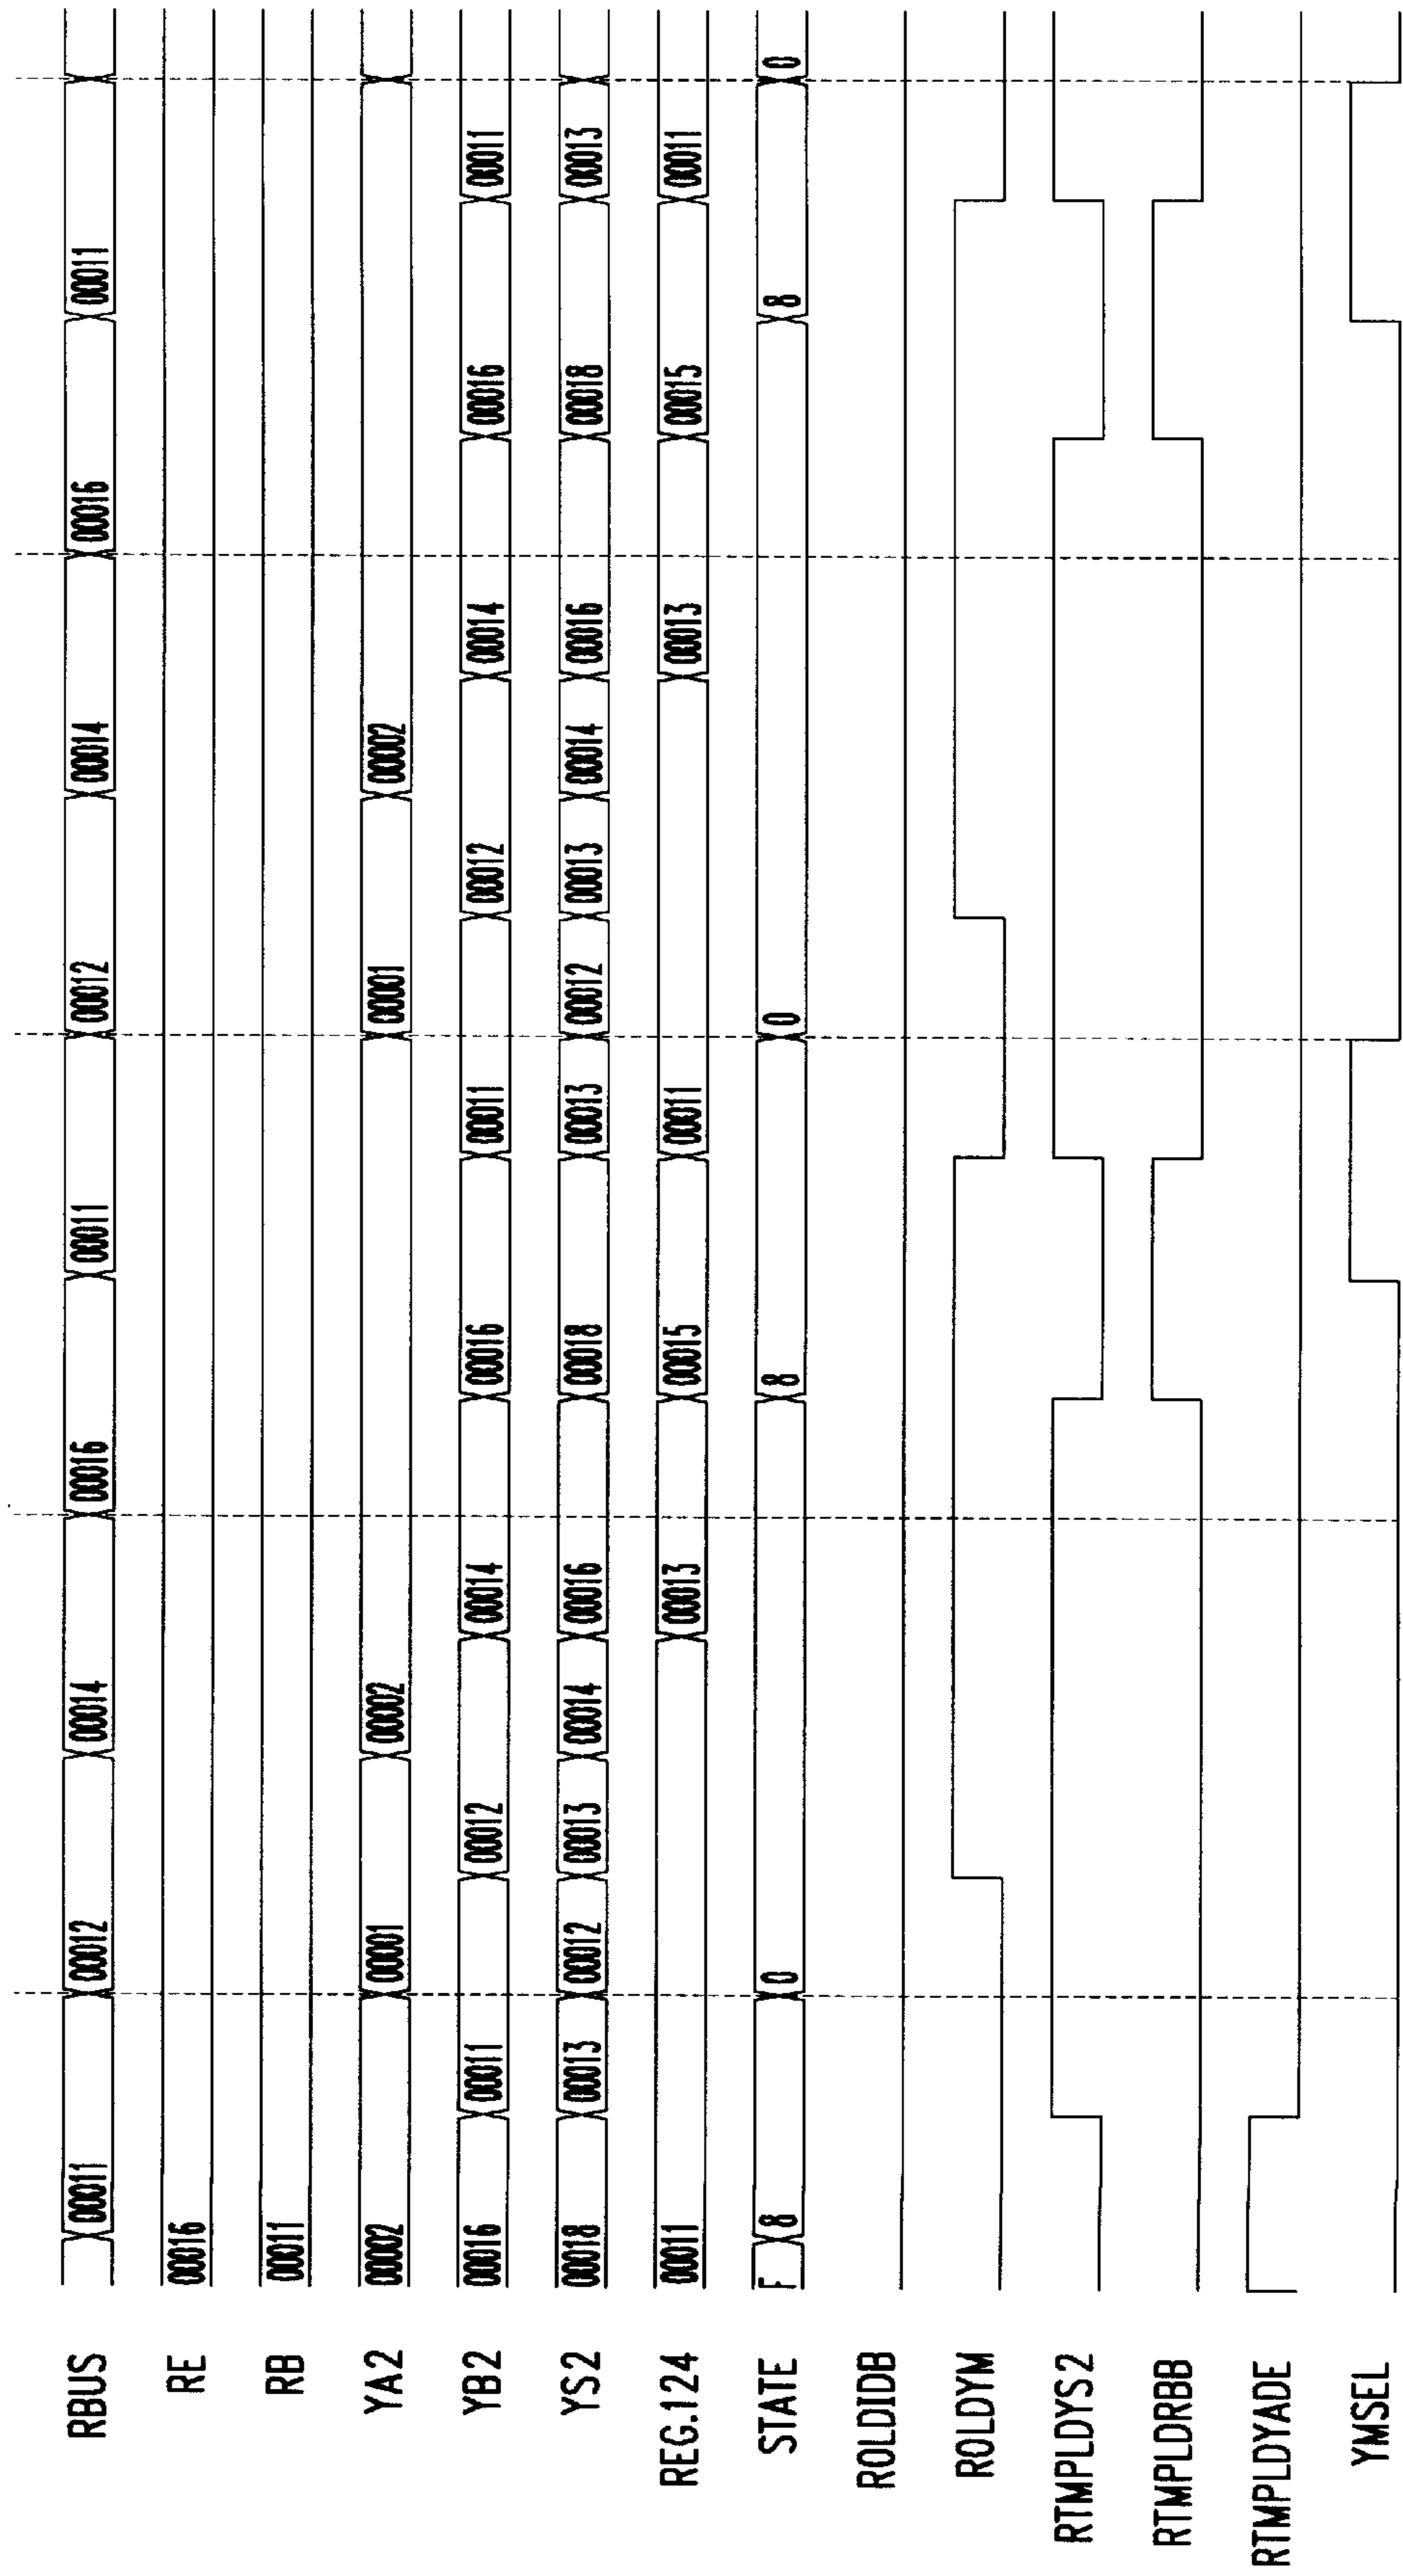 RBUS 00011 00012 00014 00016 00011 00012 00014 00016 00011
RE 00016
RB 00011
YA2 00002 00001 00002 00001 00002
YB2 00016 00011 00012 00014 00016 00011 00012 00014 00016 00011
YS2 00018 00013 00012 00013 00014 00016 00018 00013 00012 00013 00014 00016 00018 00013
REG.124 00011 00013 00015 00011 00013 00015 00011
STATE F 8 0 8 0 8 0
ROLDIDB
ROLDYM
RTMPLDYS2
RTMPLDRBB
RTMPLDYADE
YMSEL